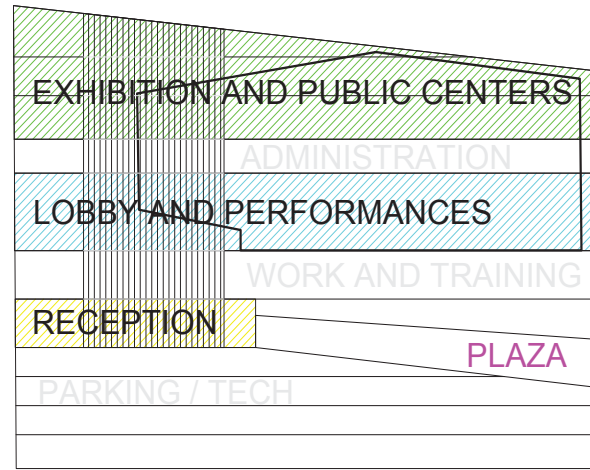 EXHIBITION AND PUBLIC CENTERS
ADMINISTRATION
LOBBY AND PERFORMANCES
WORK AND TRAINING
RECEPTION
PLAZA
PARKING / TECH